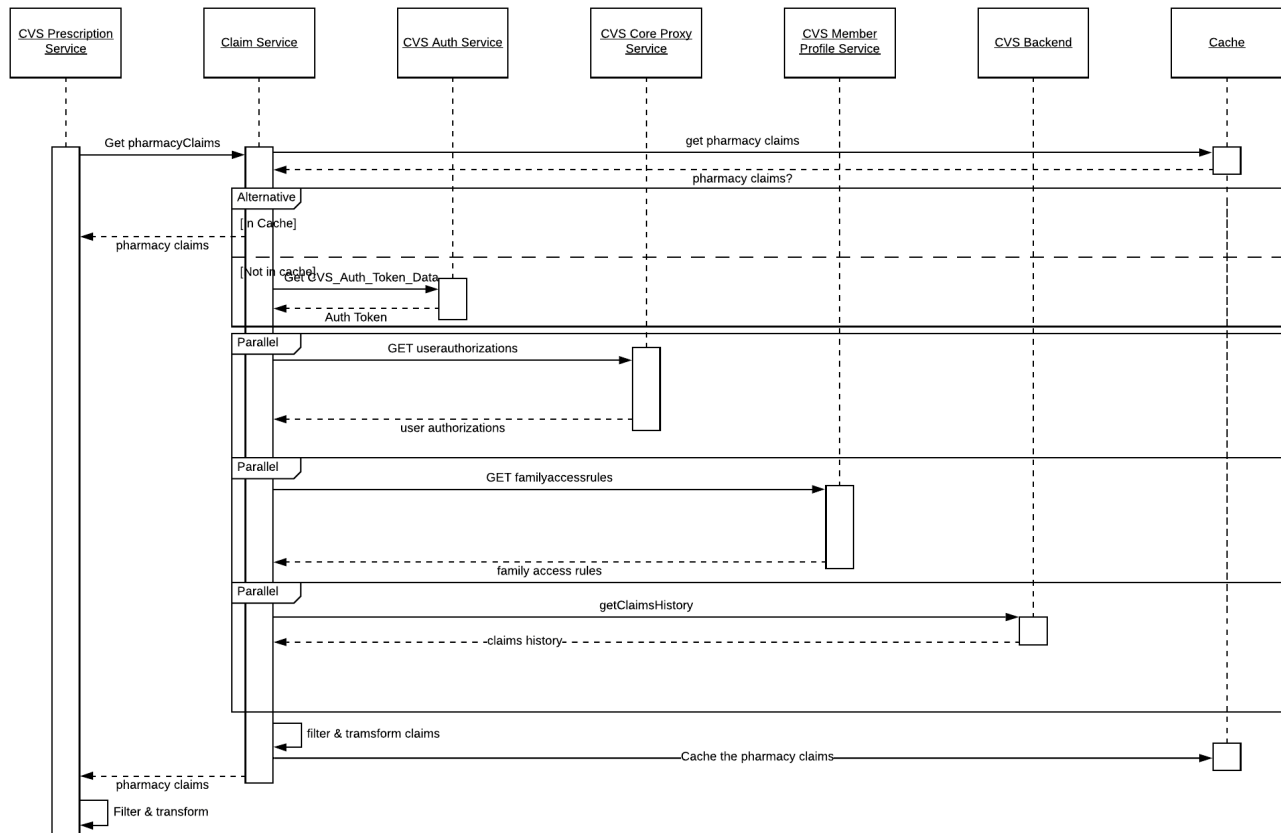 CVS Prescription
Service
Claim Service
CVS Auth Service
CVS Core Proxy
Service
CVS Member
Profile Service
CVS Backend
Cache
Get pharmacyClaims
get pharmacy claims
pharmacy claims?
Alternative
[In Cache]
pharmacy claims
[Not in cache]
Get CVS_Auth_Token_Data
Auth Token
Parallel
GET userauthorizations
user authorizations
Parallel
GET familyaccessrules
family access rules
Parallel
getClaimsHistory
claims history
filter & tramsform claims
Cache the pharmacy claims
pharmacy claims
Filter & transform